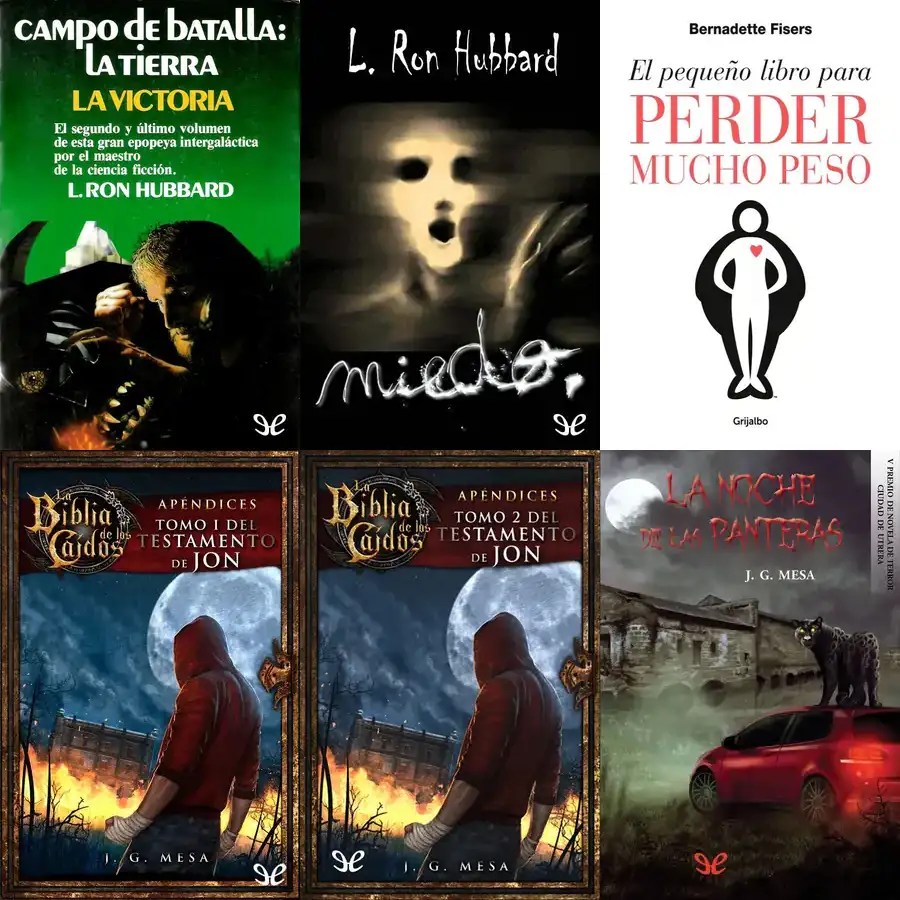 CAMPO DE BATALLA:
LA TIERRA
LA VICTORIA
El segundo y último volumen
de esta gran epopeya intergaláctica
por el maestro
de la ciencia ficción.
L. RON HUBBARD
L. Ron Hubbard
miedo.
Bernadette Fisers
El pequeño libro para
PERDER
MUCHO PESO
Grijalbo
La
Biblia
de los
Caídos
APÉNDICES
TOMO 1 DEL
TESTAMENTO
DE JON
J. G. MESA
La
Biblia
de los
Caídos
APÉNDICES
TOMO 2 DEL
TESTAMENTO
DE JON
J. G. MESA
LA NOCHE
DE LAS PANTERAS
J. G. MESA
V PREMIO DE NOVELA DE TERROR
CIUDAD DE UTRERA